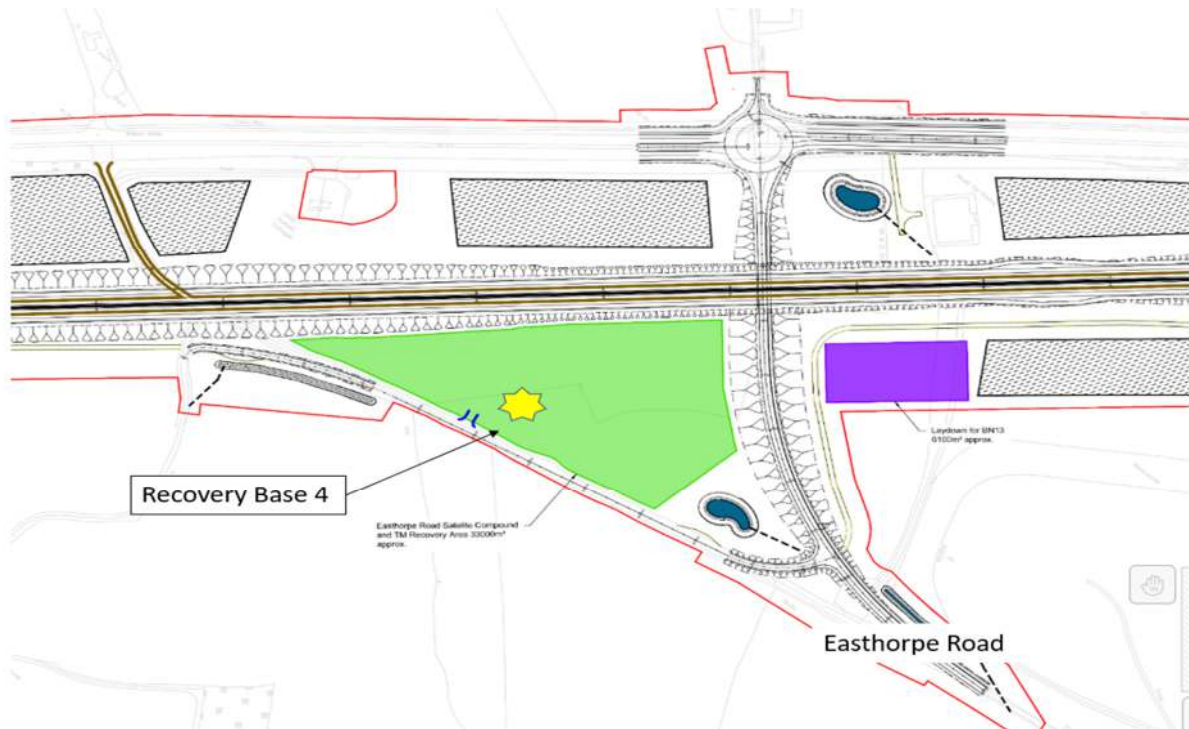 Recovery Base 4
Easthorpe Road Satellite Compound
and TM Recovery Area 33000m²
approx.
Laydown for BN13
6100m² approx.
Easthorpe Road